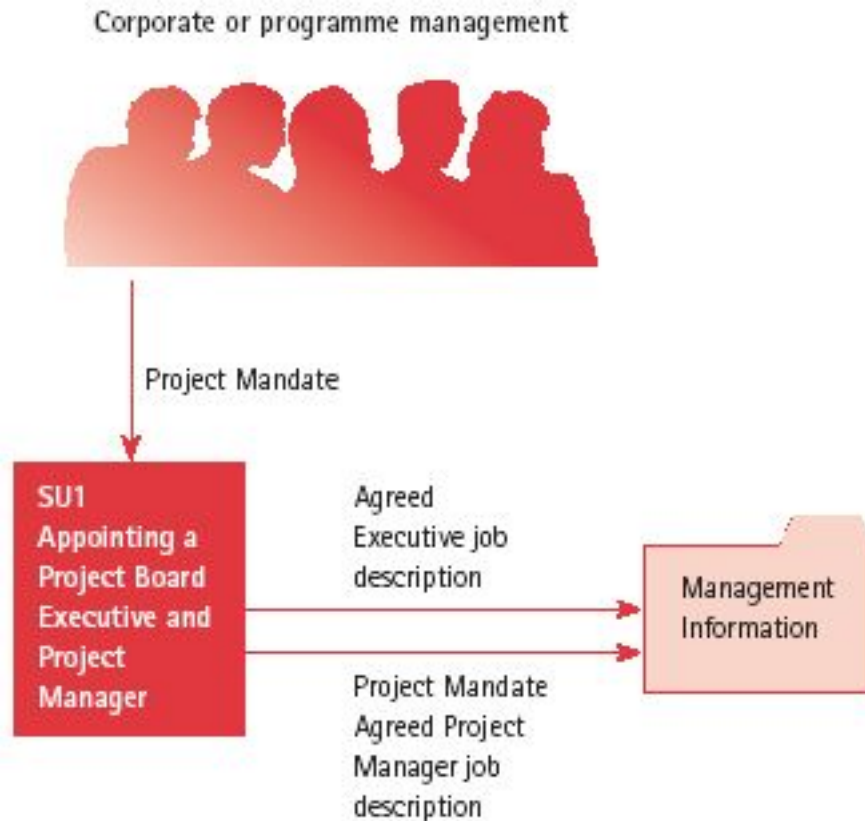 Corporate or programme management
Project Mandate
SU1
Appointing a
Project Board
Executive and
Project
Manager
Agreed
Executive job
description
Project Mandate
Agreed Project
Manager job
description
Management
Information